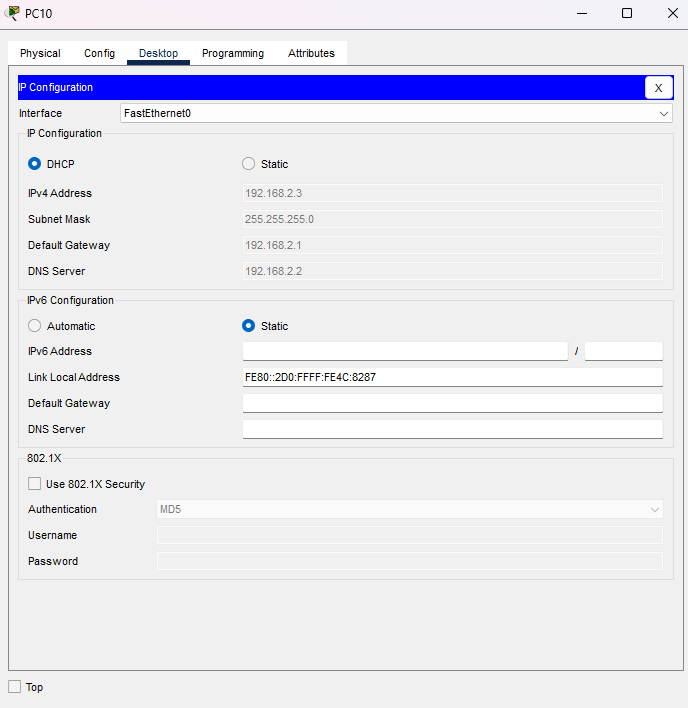 PC10
Physical Config Desktop Programming Attributes
IP Configuration X
Interface FastEthernet0
IP Configuration
DHCP Static
IPv4 Address 192.168.2.3
Subnet Mask 255.255.255.0
Default Gateway 192.168.2.1
DNS Server 192.168.2.2
IPv6 Configuration
Automatic Static
IPv6 Address /
Link Local Address FE80::2D0:FFFF:FE4C:8287
Default Gateway
DNS Server
802.1X
Use 802.1X Security
Authentication MD5
Username
Password
Top